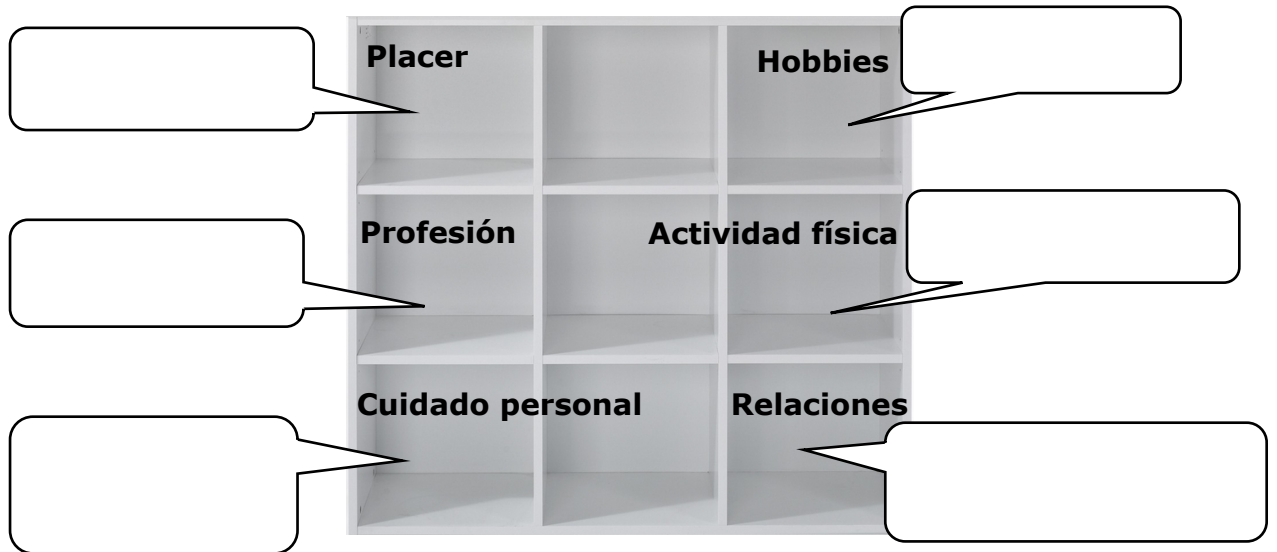 Placer
Hobbies
Profesión
Actividad física
Cuidado personal
Relaciones